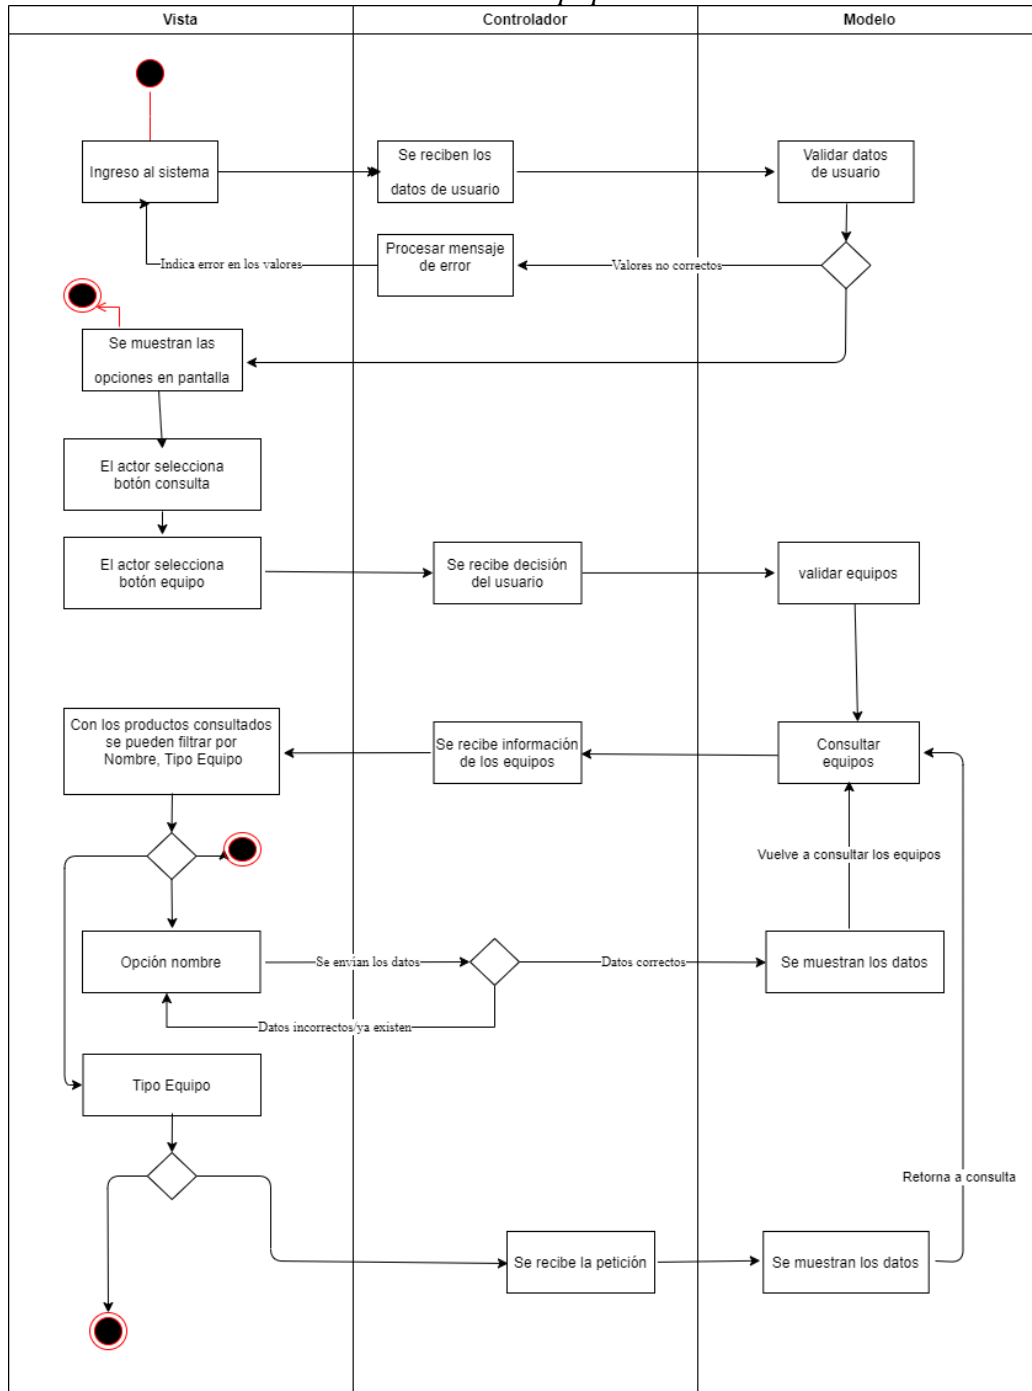 Vista
Controlador
Modelo
Ingreso al sistema
Se reciben los
datos de usuario
Validar datos
de usuario
Procesar mensaje
de error
Indica error en los valores
Valores no correctos
Se muestran las
opciones en pantalla
El actor selecciona
botón consulta
El actor selecciona
botón equipo
Se recibe decisión
del usuario
validar equipos
Con los productos consultados
se pueden filtrar por
Nombre, Tipo Equipo
Se recibe información
de los equipos
Consultar
equipos
Vuelve a consultar los equipos
Opción nombre
Se envían los datos
Datos correctos
Se muestran los datos
Datos incorrectos/ya existen
Tipo Equipo
Retorna a consulta
Se recibe la petición
Se muestran los datos